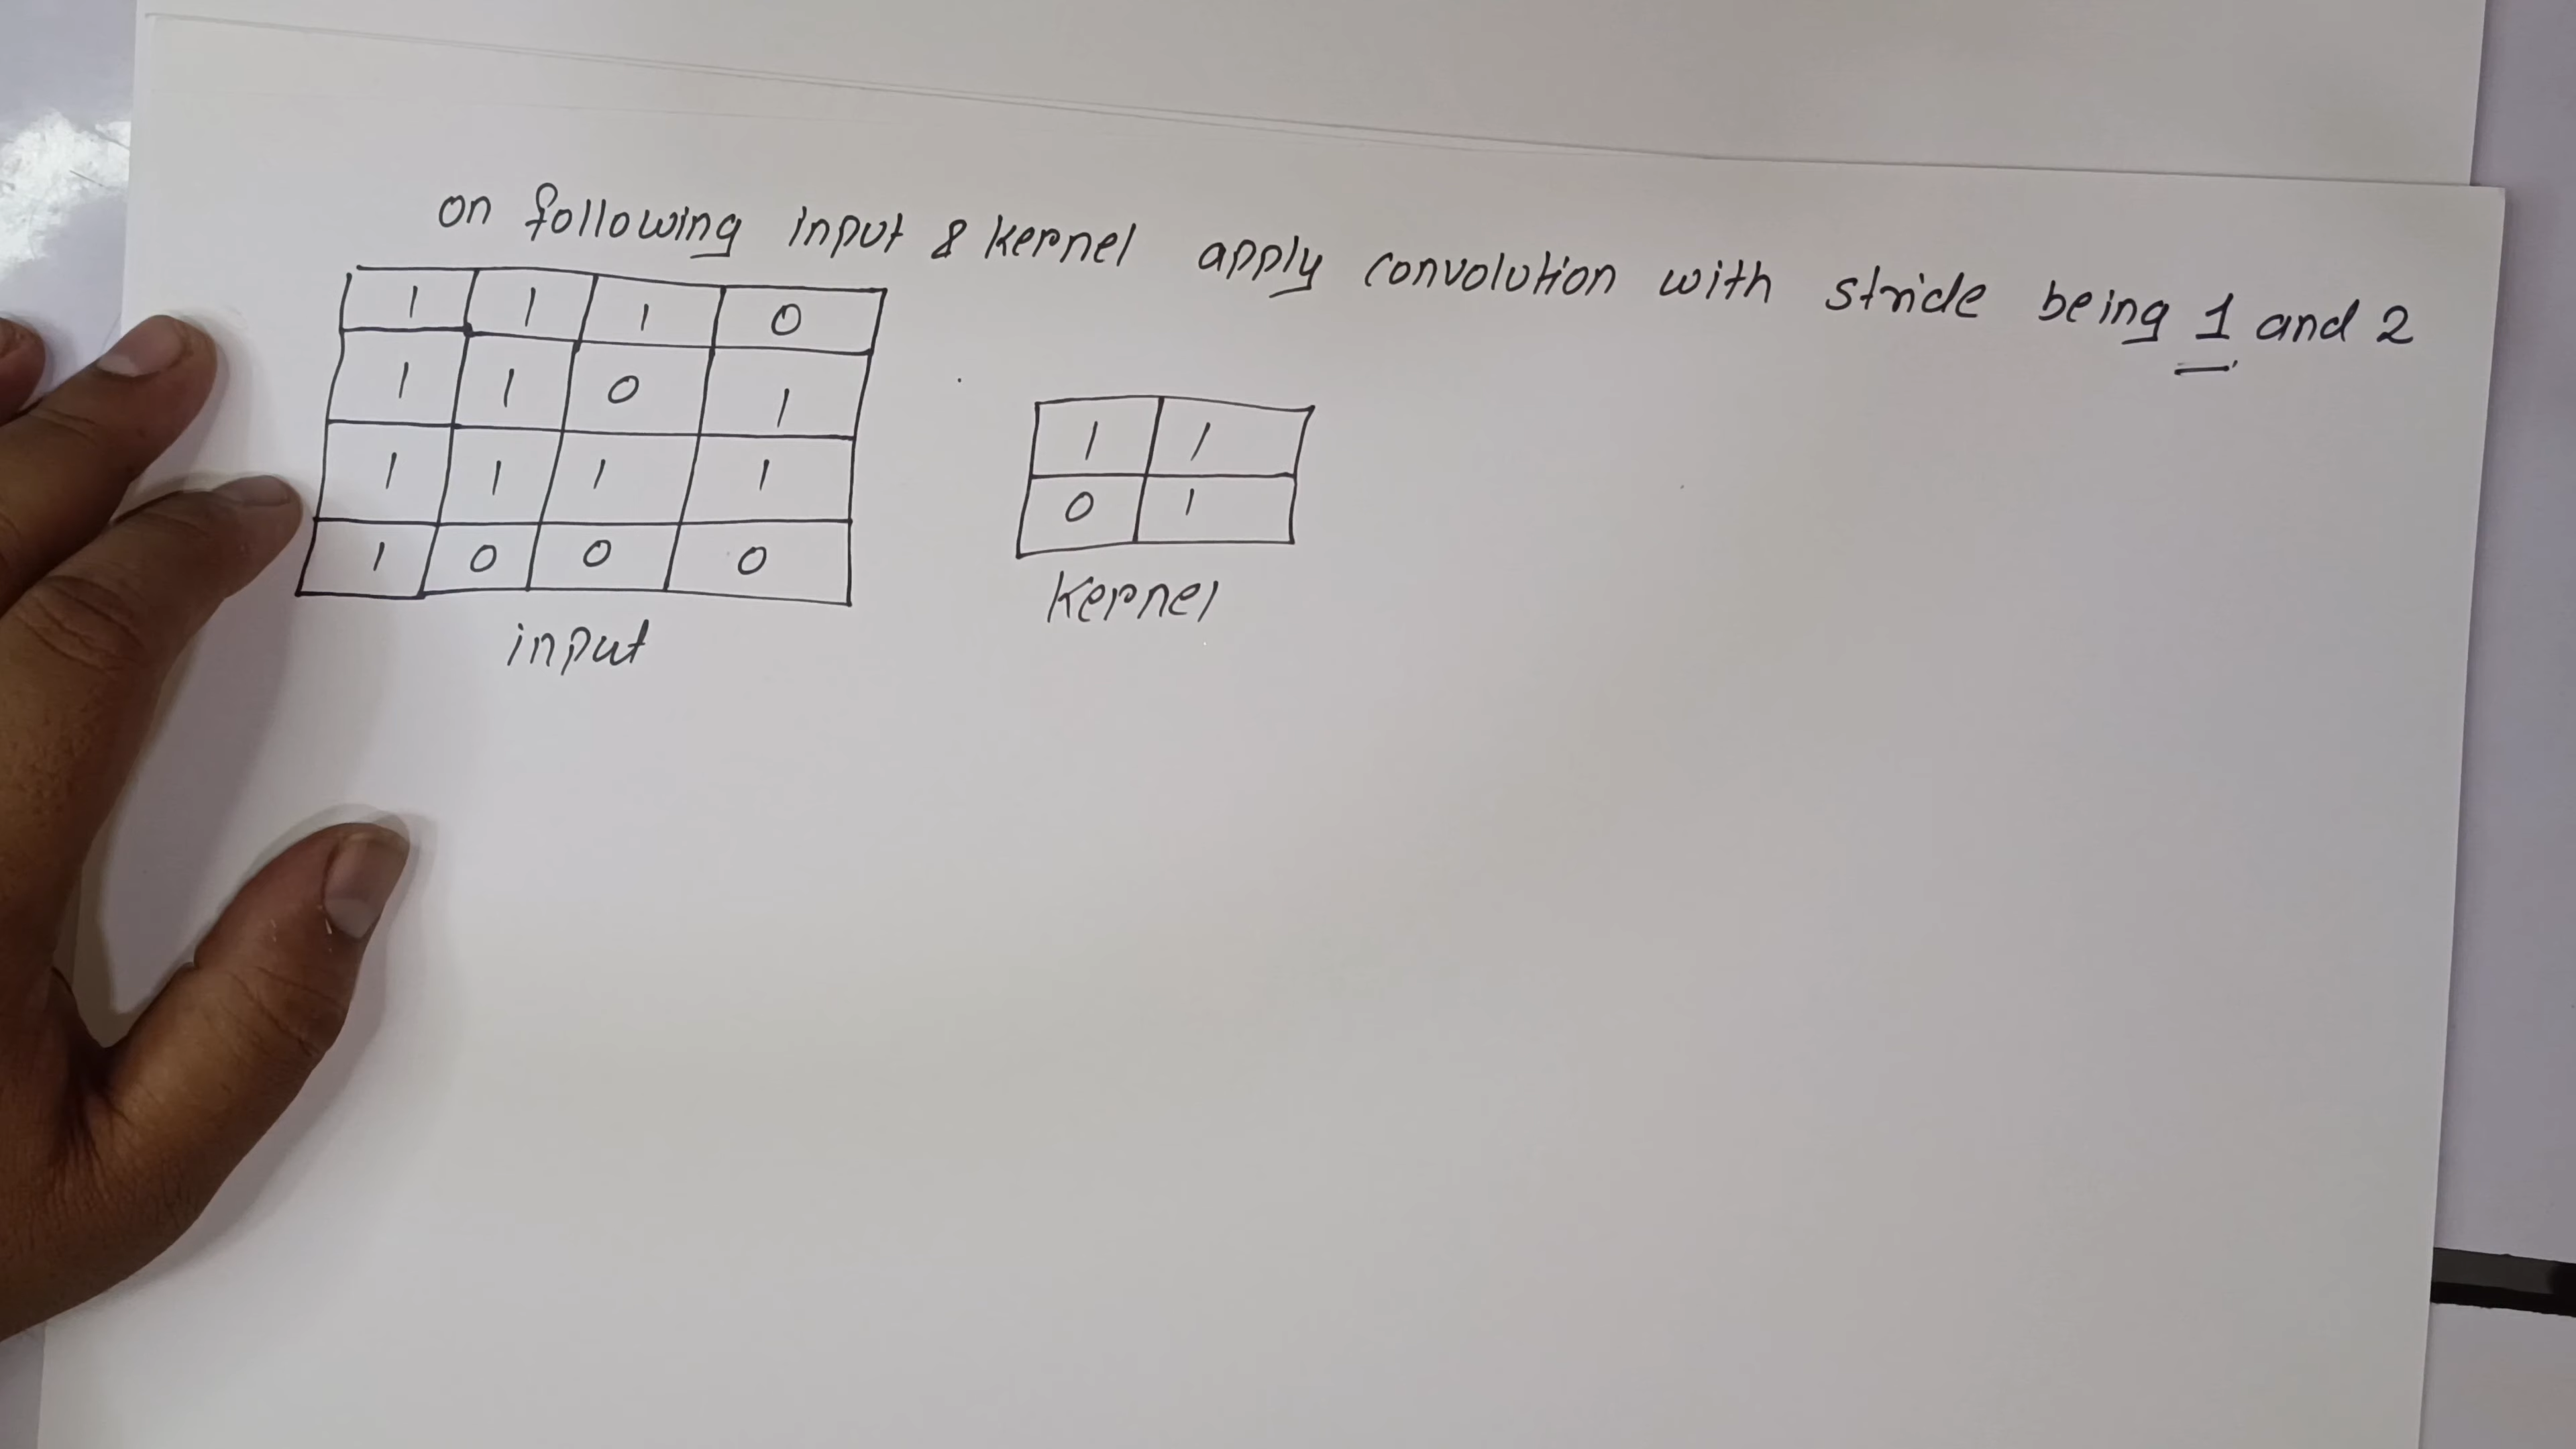 on following input & kernel apply convolution with stride being 1 and 2
1 1 1 0
1 1 0 1
1 1 1 1
1 0 0 0
input
1 1
0 1
Kernel